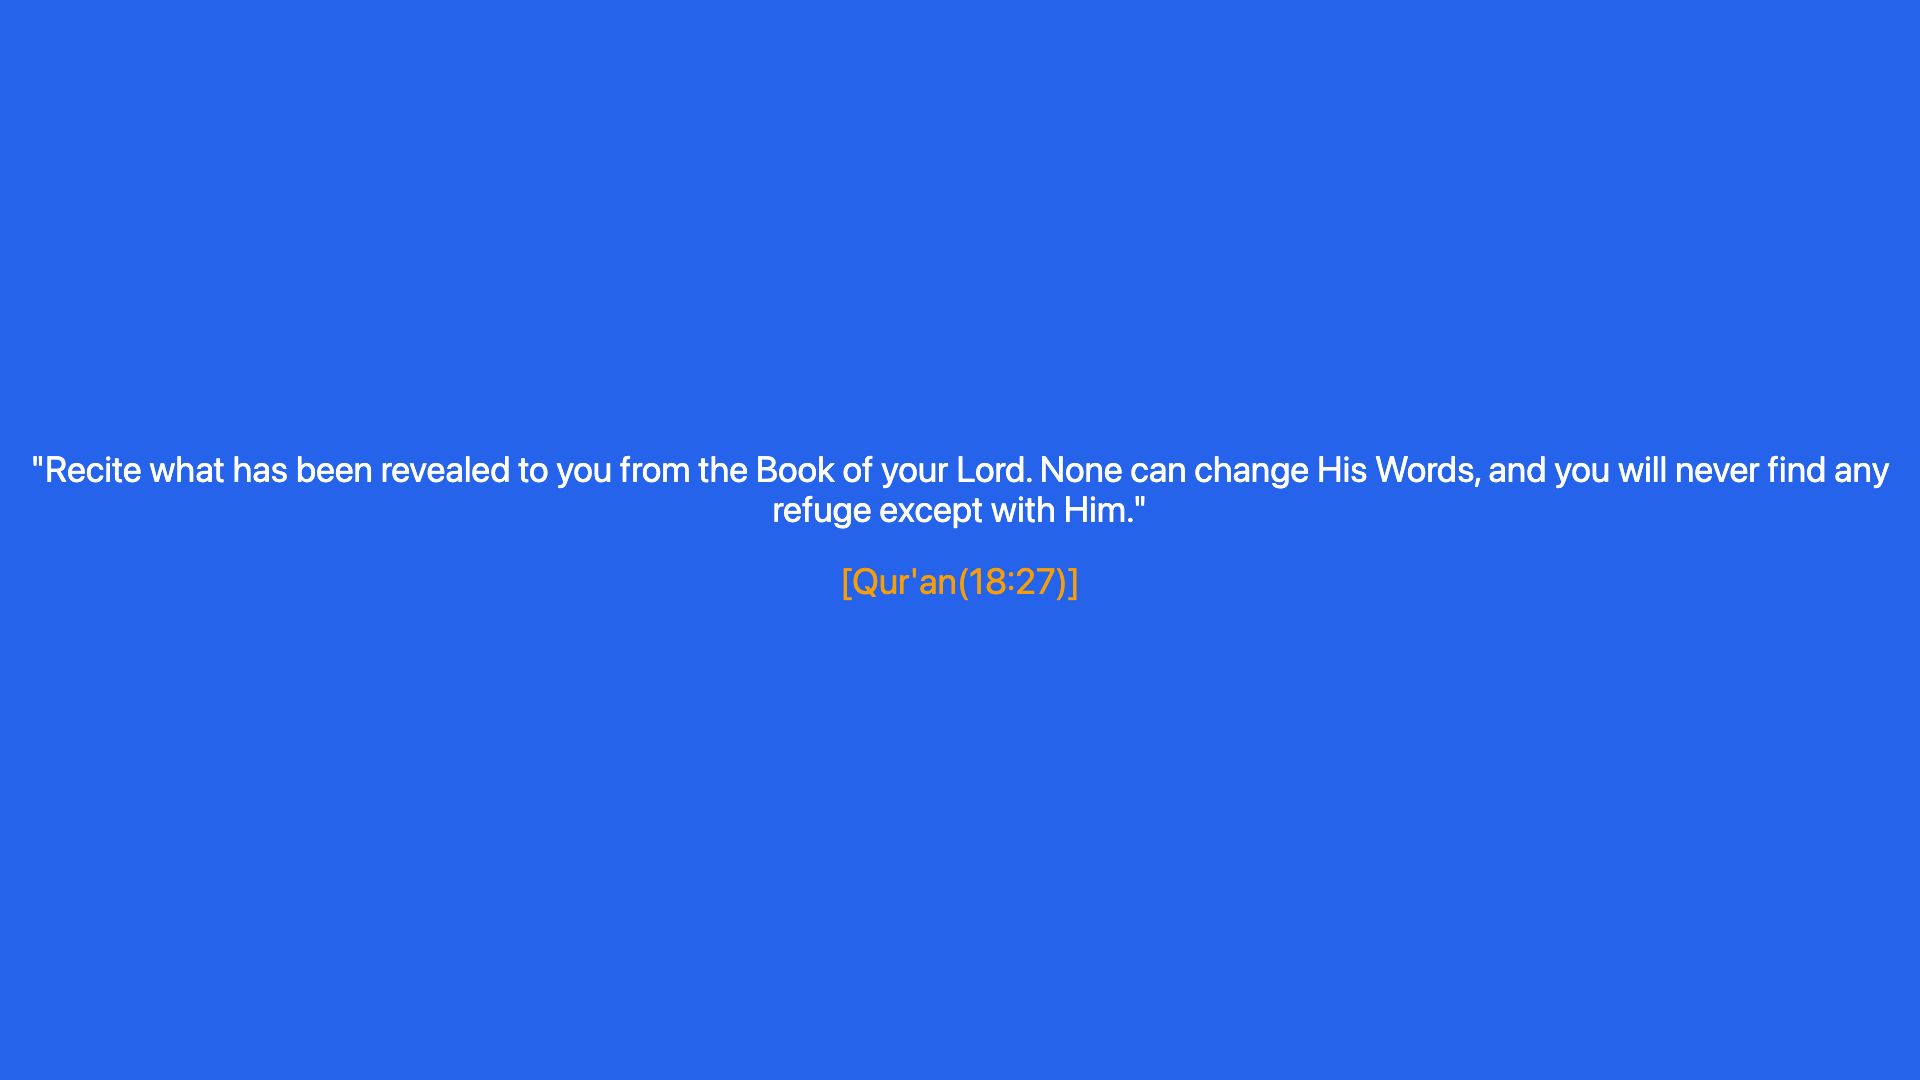 "Recite what has been revealed to you from the Book of your Lord. None can change His Words, and you will never find any
refuge except with Him."
[Qur'an(18:27)]